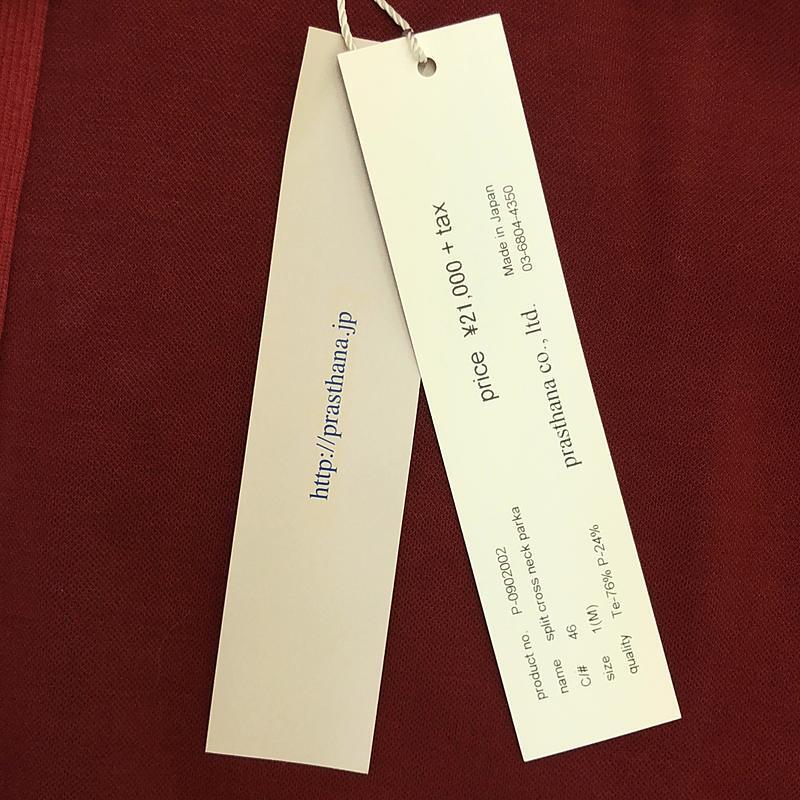 http://prasthana.jp
product no. P-0902002
name split cross neck parka
C/# 46
size 1(M)
quality Te-76% P-24%
price ¥21,000 + tax
prasthana co., ltd.
Made in Japan
03-6804-4350